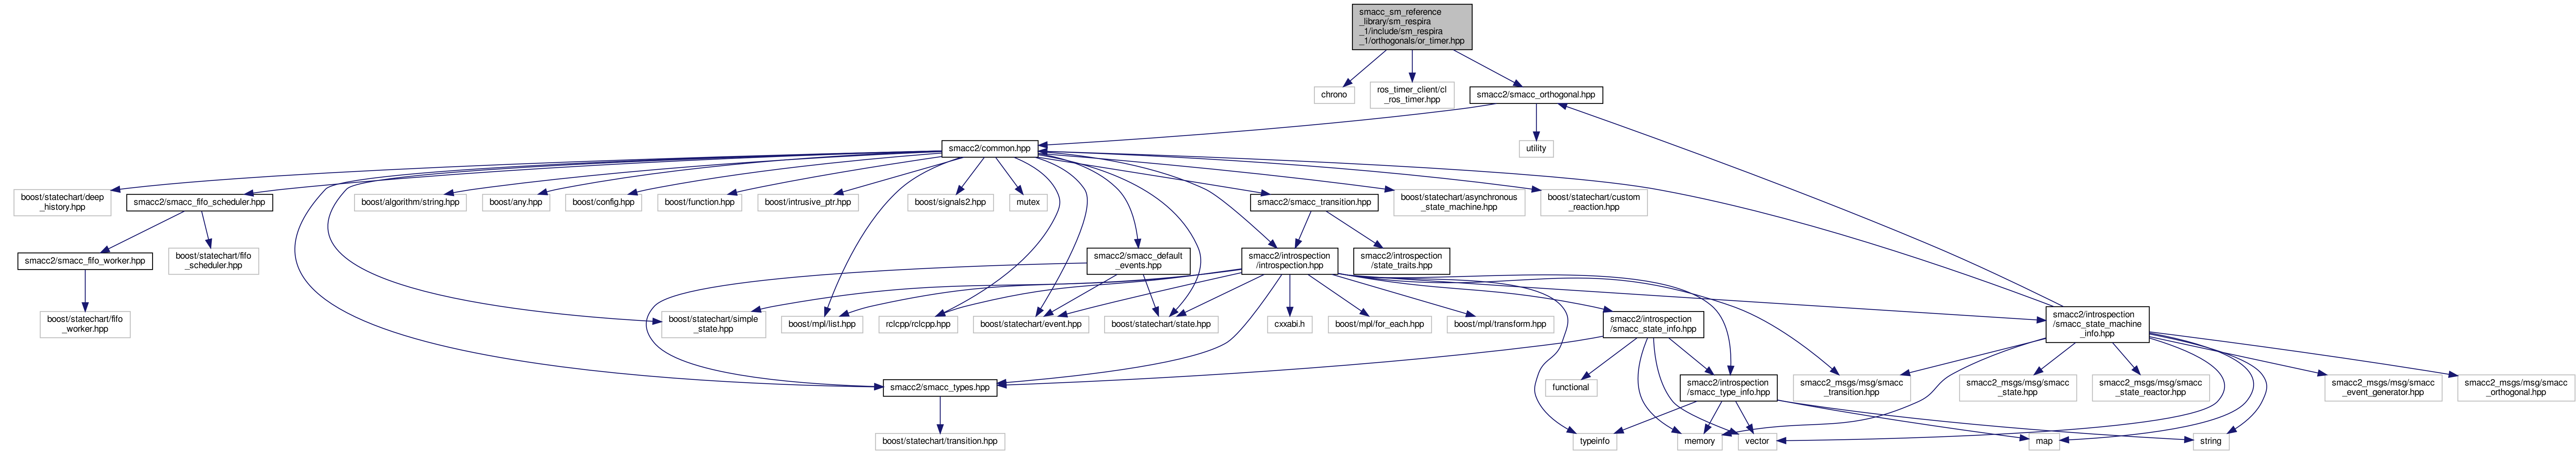 smacc_sm_reference
_library/sm_respira
_1/include/sm_respira
_1/orthogonals/or_timer.hpp
chrono
ros_timer_client/cl
_ros_timer.hpp
smacc2/smacc_orthogonal.hpp
smacc2/common.hpp
utility
boost/statechart/deep
_history.hpp
smacc2/smacc_fifo_scheduler.hpp
boost/algorithm/string.hpp
boost/any.hpp
boost/config.hpp
boost/function.hpp
boost/intrusive_ptr.hpp
boost/signals2.hpp
mutex
smacc2/smacc_transition.hpp
boost/statechart/asynchronous
_state_machine.hpp
boost/statechart/custom
_reaction.hpp
smacc2/smacc_fifo_worker.hpp
boost/statechart/fifo
_scheduler.hpp
smacc2/smacc_default
_events.hpp
smacc2/introspection
/introspection.hpp
smacc2/introspection
/state_traits.hpp
boost/statechart/fifo
_worker.hpp
boost/statechart/simple
_state.hpp
boost/mpl/list.hpp
rclcpp/rclcpp.hpp
boost/statechart/event.hpp
boost/statechart/state.hpp
cxxabi.h
boost/mpl/for_each.hpp
boost/mpl/transform.hpp
smacc2/introspection
/smacc_state_info.hpp
smacc2/introspection
/smacc_state_machine
_info.hpp
smacc2/smacc_types.hpp
functional
smacc2/introspection
/smacc_type_info.hpp
smacc2_msgs/msg/smacc
_transition.hpp
smacc2_msgs/msg/smacc
_state.hpp
smacc2_msgs/msg/smacc
_state_reactor.hpp
smacc2_msgs/msg/smacc
_event_generator.hpp
smacc2_msgs/msg/smacc
_orthogonal.hpp
boost/statechart/transition.hpp
typeinfo
memory
vector
map
string